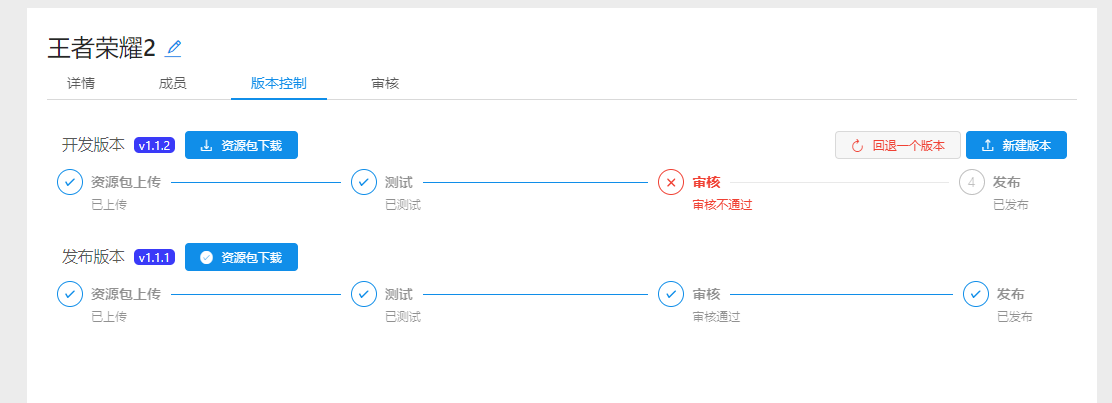 王者荣耀2
详情 成员 版本控制 审核
开发版本 v1.1.2 资源包下载 回退一个版本 新建版本
资源包上传 测试 审核 4 发布
已上传 已测试 审核不通过 已发布
发布版本 v1.1.1 资源包下载
资源包上传 测试 审核 发布
已上传 已测试 审核通过 已发布